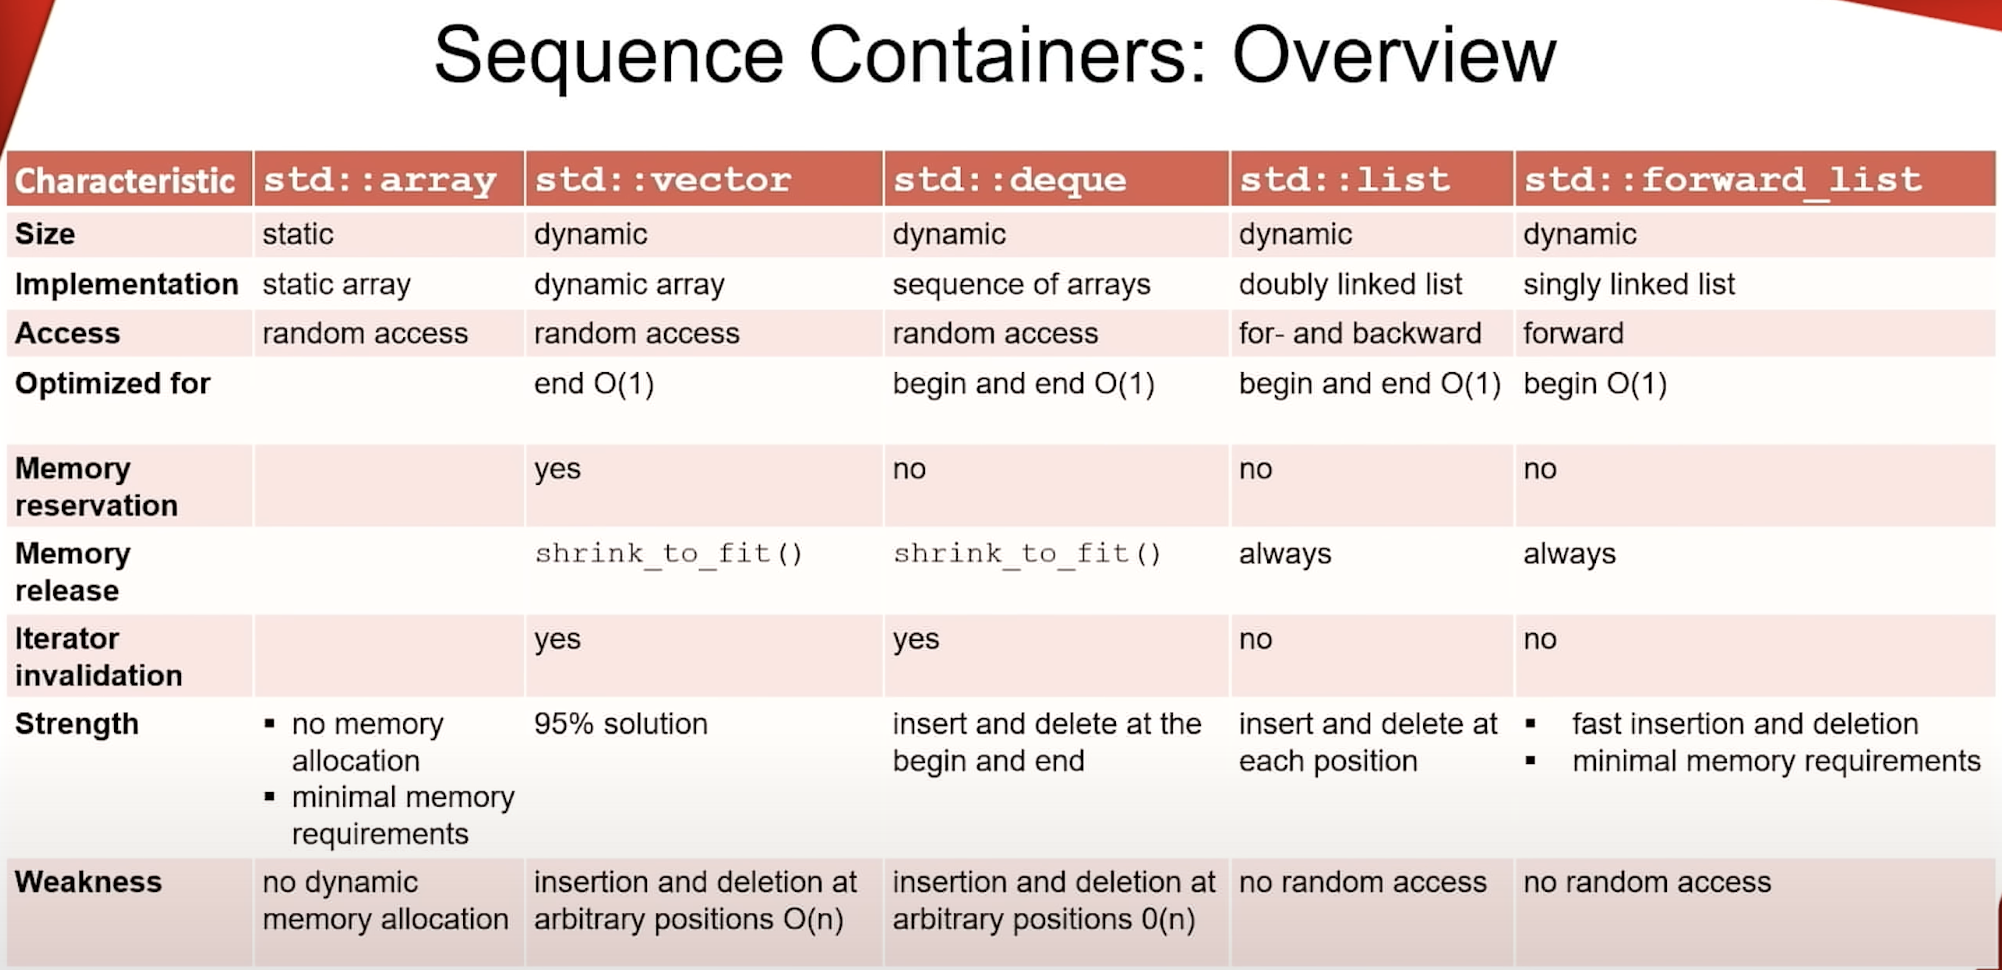 Sequence Containers: Overview
Characteristic std::array std::vector std::deque std::list std::forward_list
Size static dynamic dynamic dynamic dynamic
Implementation static array dynamic array sequence of arrays doubly linked list singly linked list
Access random access random access random access for- and backward forward
Optimized for end O(1) begin and end O(1) begin and end O(1) begin O(1)
Memory yes no no no
reservation
Memory shrink_to_fit() shrink_to_fit() always always
release
Iterator yes yes no no
invalidation
Strength ▪ no memory 95% solution insert and delete at the insert and delete at ▪ fast insertion and deletion
allocation begin and end each position ▪ minimal memory requirements
▪ minimal memory
requirements
Weakness no dynamic insertion and deletion at insertion and deletion at no random access no random access
memory allocation arbitrary positions O(n) arbitrary positions 0(n)